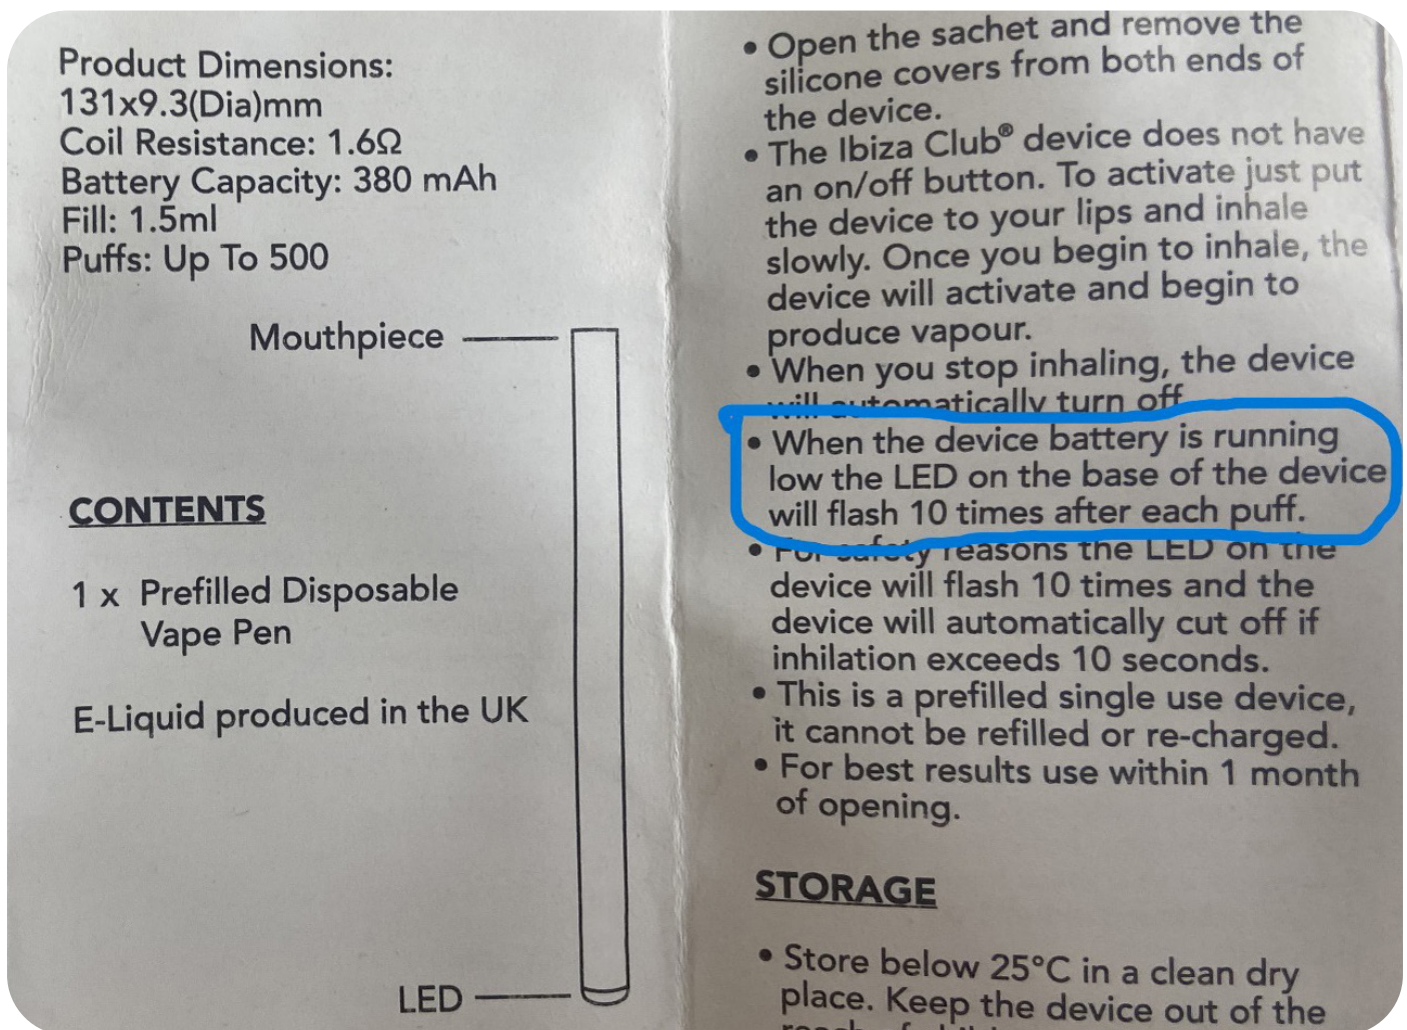 Product Dimensions:
131x9.3(Dia)mm
Coil Resistance: 1.6Ω
Battery Capacity: 380 mAh
Fill: 1.5ml
Puffs: Up To 500
Mouthpiece
CONTENTS
1 x Prefilled Disposable
Vape Pen
E-Liquid produced in the UK
LED
• Open the sachet and remove the
silicone covers from both ends of
the device.
• The Ibiza Club® device does not have
an on/off button. To activate just put
the device to your lips and inhale
slowly. Once you begin to inhale, the
device will activate and begin to
produce vapour.
• When you stop inhaling, the device
will automatically turn off
• When the device battery is running
low the LED on the base of the device
will flash 10 times after each puff.
• For safety reasons the LED on the
device will flash 10 times and the
device will automatically cut off if
inhilation exceeds 10 seconds.
• This is a prefilled single use device,
it cannot be refilled or re-charged.
• For best results use within 1 month
of opening.
STORAGE
• Store below 25°C in a clean dry
place. Keep the device out of the